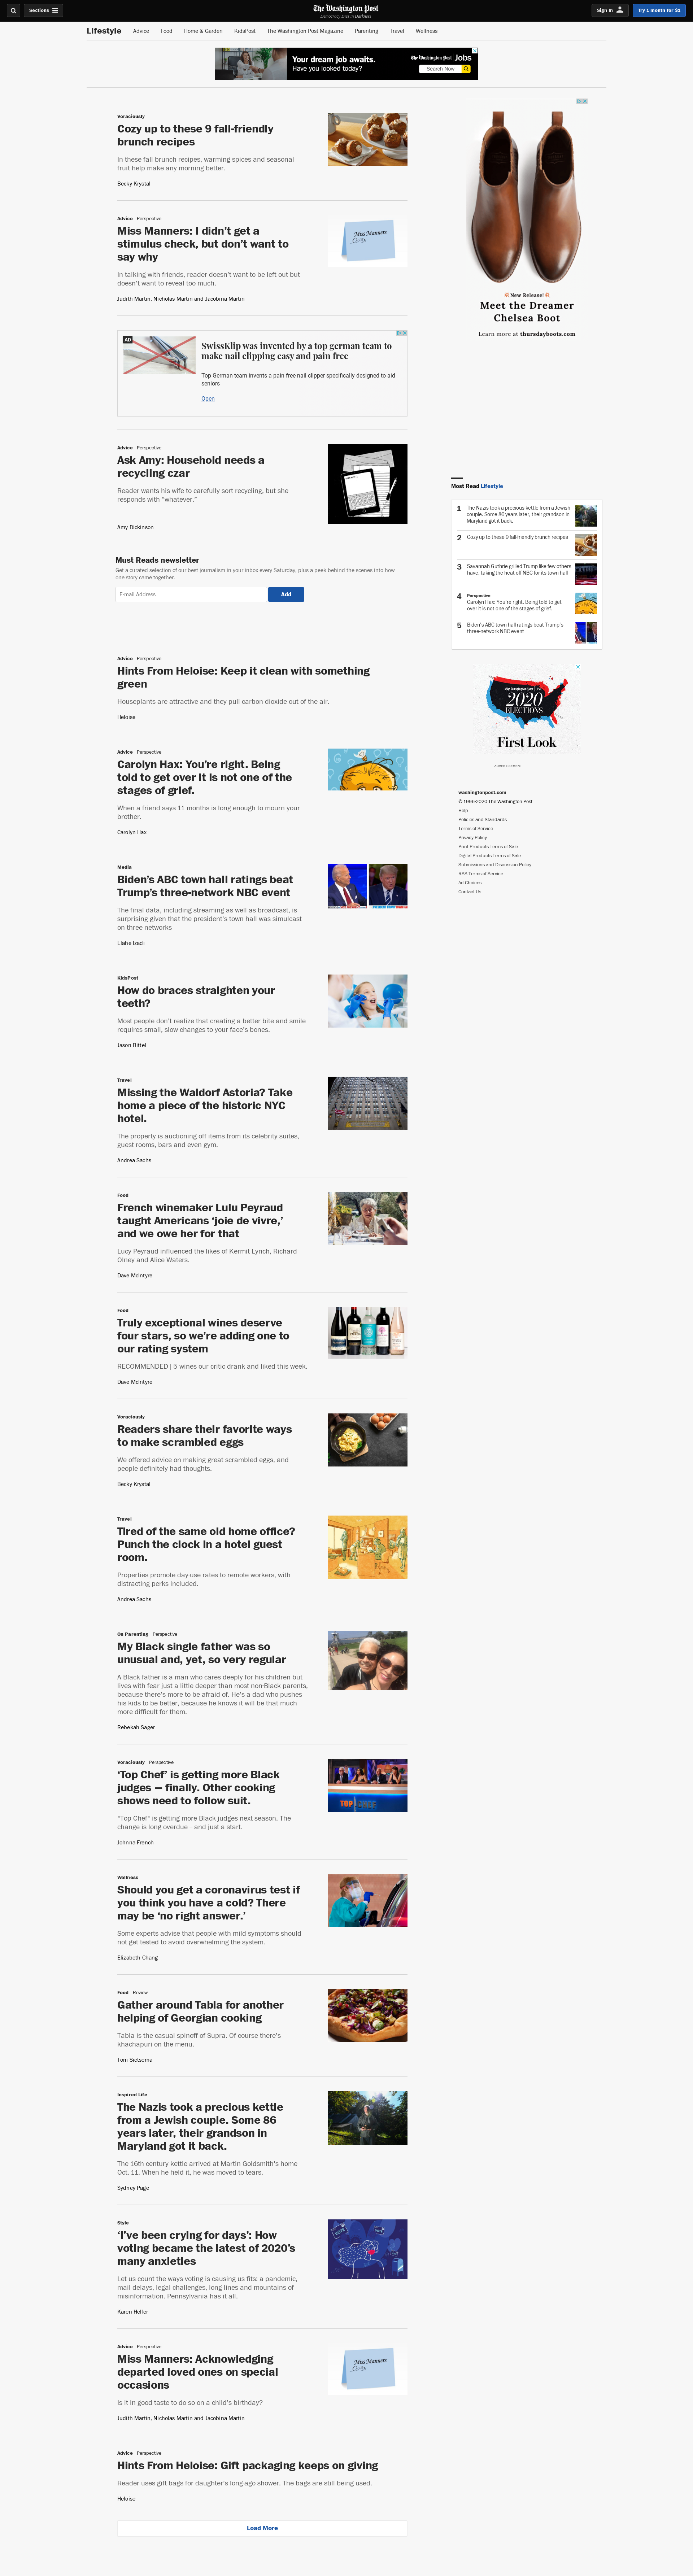 Sections
The Washington Post
Democracy Dies in Darkness
Sign In
Try 1 month for $1
Lifestyle
Advice
Food
Home & Garden
KidsPost
The Washington Post Magazine
Parenting
Travel
Wellness
Your dream job awaits.
Have you looked today?
The Washington Post Jobs
Search Now
Voraciously
Cozy up to these 9 fall-friendly
brunch recipes
In these fall brunch recipes, warming spices and seasonal
fruit help make any morning better.
Becky Krystal
Advice Perspective
Miss Manners: I didn’t get a
stimulus check, but don’t want to
say why
In talking with friends, reader doesn’t want to be left out but
doesn’t want to reveal too much.
Judith Martin, Nicholas Martin and Jacobina Martin
Miss Manners
AD
SwissKlip was invented by a top german team to
make nail clipping easy and pain free
Top German team invents a pain free nail clipper specifically designed to aid
seniors
Open
Advice Perspective
Ask Amy: Household needs a
recycling czar
Reader wants his wife to carefully sort recycling, but she
responds with “whatever.”
Amy Dickinson
Must Reads newsletter
Get a curated selection of our best journalism in your inbox every Saturday, plus a peek behind the scenes into how
one story came together.
E-mail Address
Add
Advice Perspective
Hints From Heloise: Keep it clean with something
green
Houseplants are attractive and they pull carbon dioxide out of the air.
Heloise
Advice Perspective
Carolyn Hax: You’re right. Being
told to get over it is not one of the
stages of grief.
When a friend says 11 months is long enough to mourn your
brother.
Carolyn Hax
Media
Biden’s ABC town hall ratings beat
Trump’s three-network NBC event
The final data, including streaming as well as broadcast, is
surprising given that the president’s town hall was simulcast
on three networks
Elahe Izadi
KidsPost
How do braces straighten your
teeth?
Most people don’t realize that creating a better bite and smile
requires small, slow changes to your face’s bones.
Jason Bittel
Travel
Missing the Waldorf Astoria? Take
home a piece of the historic NYC
hotel.
The property is auctioning off items from its celebrity suites,
guest rooms, bars and even gym.
Andrea Sachs
Food
French winemaker Lulu Peyraud
taught Americans ‘joie de vivre,’
and we owe her for that
Lucy Peyraud influenced the likes of Kermit Lynch, Richard
Olney and Alice Waters.
Dave McIntyre
Food
Truly exceptional wines deserve
four stars, so we’re adding one to
our rating system
RECOMMENDED | 5 wines our critic drank and liked this week.
Dave McIntyre
Voraciously
Readers share their favorite ways
to make scrambled eggs
We offered advice on making great scrambled eggs, and
people definitely had thoughts.
Becky Krystal
Travel
Tired of the same old home office?
Punch the clock in a hotel guest
room.
Properties promote day-use rates to remote workers, with
distracting perks included.
Andrea Sachs
On Parenting Perspective
My Black single father was so
unusual and, yet, so very regular
A Black father is a man who cares deeply for his children but
lives with fear just a little deeper than most non-Black parents,
because there's more to be afraid of. He's a dad who pushes
his kids to be better, because he knows it will be that much
more difficult for them.
Rebekah Sager
Voraciously Perspective
‘Top Chef’ is getting more Black
judges — finally. Other cooking
shows need to follow suit.
"Top Chef" is getting more Black judges next season. The
change is long overdue – and just a start.
Johnna French
TOP CHEF
Wellness
Should you get a coronavirus test if
you think you have a cold? There
may be ‘no right answer.’
Some experts advise that people with mild symptoms should
not get tested to avoid overwhelming the system.
Elizabeth Chang
Food Review
Gather around Tabla for another
helping of Georgian cooking
Tabla is the casual spinoff of Supra. Of course there’s
khachapuri on the menu.
Tom Sietsema
Inspired Life
The Nazis took a precious kettle
from a Jewish couple. Some 86
years later, their grandson in
Maryland got it back.
The 16th century kettle arrived at Martin Goldsmith's home
Oct. 11. When he held it, he was moved to tears.
Sydney Page
Style
‘I’ve been crying for days’: How
voting became the latest of 2020’s
many anxieties
Let us count the ways voting is causing us fits: a pandemic,
mail delays, legal challenges, long lines and mountains of
misinformation. Pennsylvania has it all.
Karen Heller
Advice Perspective
Miss Manners: Acknowledging
departed loved ones on special
occasions
Is it in good taste to do so on a child’s birthday?
Judith Martin, Nicholas Martin and Jacobina Martin
Miss Manners
Advice Perspective
Hints From Heloise: Gift packaging keeps on giving
Reader uses gift bags for daughter’s long-ago shower. The bags are still being used.
Heloise
Load More
New Release!
Meet the Dreamer
Chelsea Boot
Learn more at thursdayboots.com
Most Read Lifestyle
1 The Nazis took a precious kettle from a Jewish
couple. Some 86 years later, their grandson in
Maryland got it back.
2 Cozy up to these 9 fall-friendly brunch recipes
3 Savannah Guthrie grilled Trump like few others
have, taking the heat off NBC for its town hall
4 Perspective
Carolyn Hax: You’re right. Being told to get
over it is not one of the stages of grief.
5 Biden’s ABC town hall ratings beat Trump’s
three-network NBC event
The Washington Post LIVE
2020
ELECTIONS
First Look
ADVERTISEMENT
washingtonpost.com
© 1996-2020 The Washington Post
Help
Policies and Standards
Terms of Service
Privacy Policy
Print Products Terms of Sale
Digital Products Terms of Sale
Submissions and Discussion Policy
RSS Terms of Service
Ad Choices
Contact Us